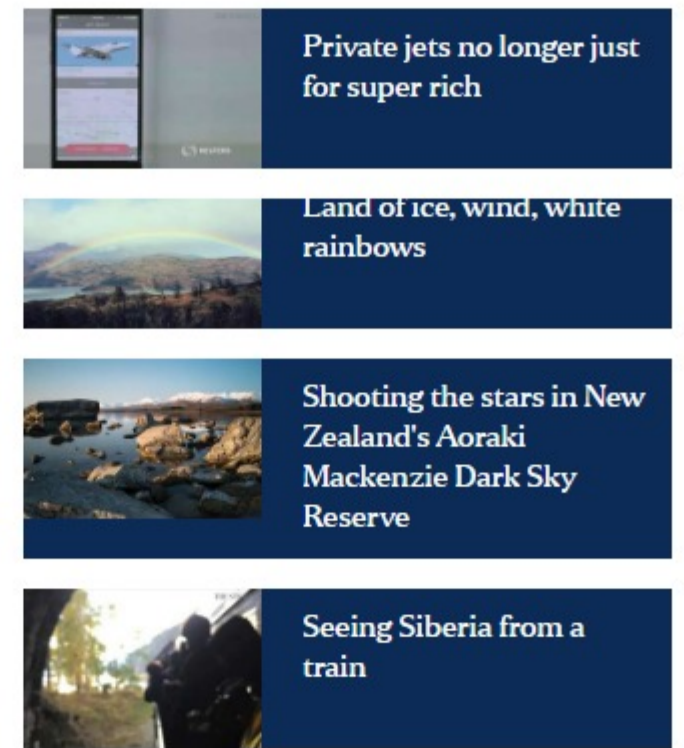 Private jets no longer just
for super rich
REUTERS
Land of ice, wind, white
rainbows
Shooting the stars in New
Zealand's Aoraki
Mackenzie Dark Sky
Reserve
Seeing Siberia from a
train